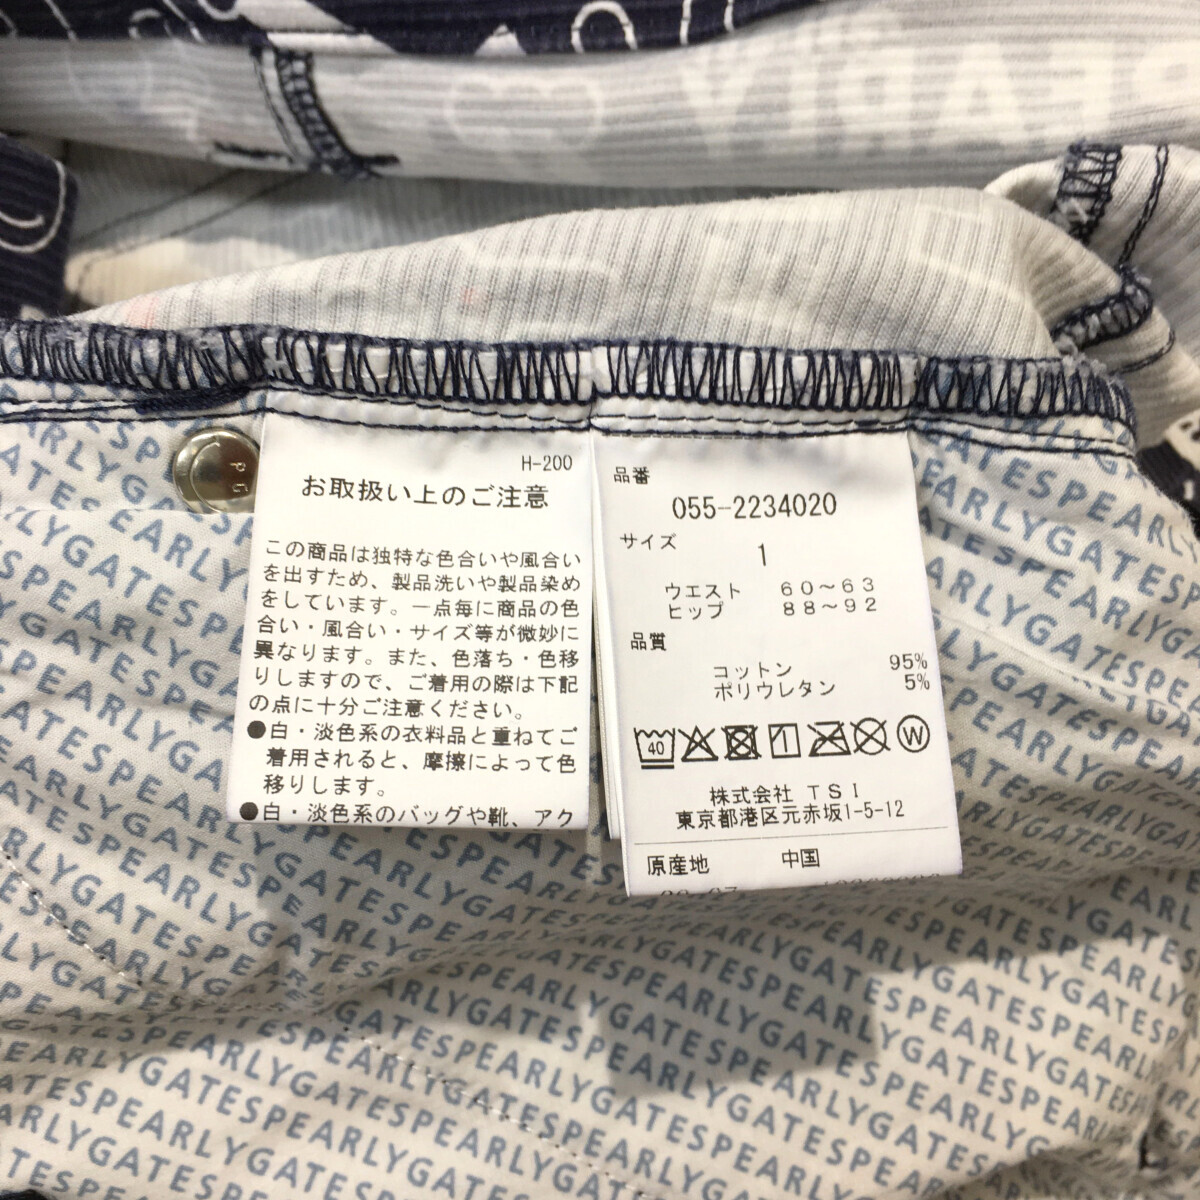 H-200
お取扱い上のご注意
この商品は独特な色合いや風合い
を出すため、製品洗いや製品染め
をしています。一点毎に商品の色
合い・風合い・サイズ等が微妙に
異なります。また、色落ち・色移
りしますので、ご着用の際は下記
の点に十分ご注意ください。
●白・淡色系の衣料品と重ねてご
着用されると、摩擦によって色
移りします。
●白・淡色系のバッグや靴、アク
品番
055-2234020
サイズ
1
ウエスト 60～63
ヒップ 88～92
品質
コットン 95%
ポリウレタン 5%
40
W
株式会社 TSI
東京都港区元赤坂1-5-12
原産地 中国
PG
PEARLYGATESPEARLYGATESPEARLYGATES